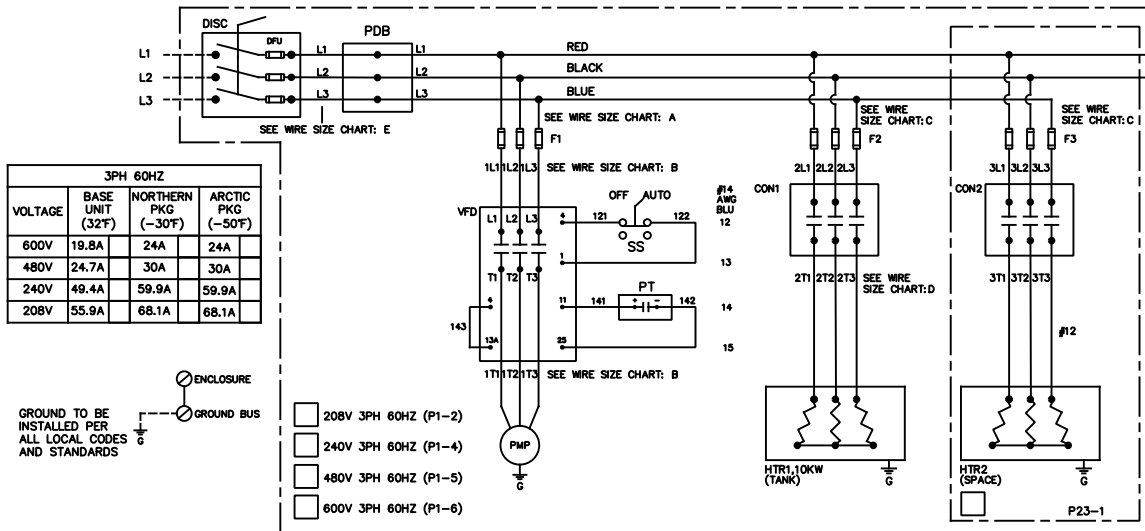 DISC
DFU
PDB
L1
L1
L1
RED
L2
L2
L2
BLACK
L3
L3
L3
BLUE
SEE WIRE SIZE CHART: E
SEE WIRE SIZE CHART: A
F1
SEE WIRE SIZE CHART:C
F2
SEE WIRE SIZE CHART:C
F3
1L1 1L2 1L3 SEE WIRE SIZE CHART: B
2L1 2L2 2L3
3L1 3L2 3L3
3PH 60HZ
VOLTAGE BASE UNIT (32°F) NORTHERN PKG (-30°F) ARCTIC PKG (-50°F)
600V 19.8A 24A 24A
480V 24.7A 30A 30A
240V 49.4A 59.9A 59.9A
208V 55.9A 68.1A 68.1A
VFD
L1 L2 L3
T1 T2 T3
4
121
OFF AUTO
SS
122
#14
AWG
BLU
12
1
13
11
141
PT
+ -
142
14
25
15
4
143
13A
1T1 1T2 1T3 SEE WIRE SIZE CHART: B
PMP
G
CON1
2T1 2T2 2T3
SEE WIRE
SIZE CHART:D
HTR1,10KW
(TANK)
G
CON2
3T1 3T2 3T3
#12
HTR2
(SPACE)
G
P23-1
ENCLOSURE
GROUND BUS
G
GROUND TO BE
INSTALLED PER
ALL LOCAL CODES
AND STANDARDS
208V 3PH 60HZ (P1-2)
240V 3PH 60HZ (P1-4)
480V 3PH 60HZ (P1-5)
600V 3PH 60HZ (P1-6)